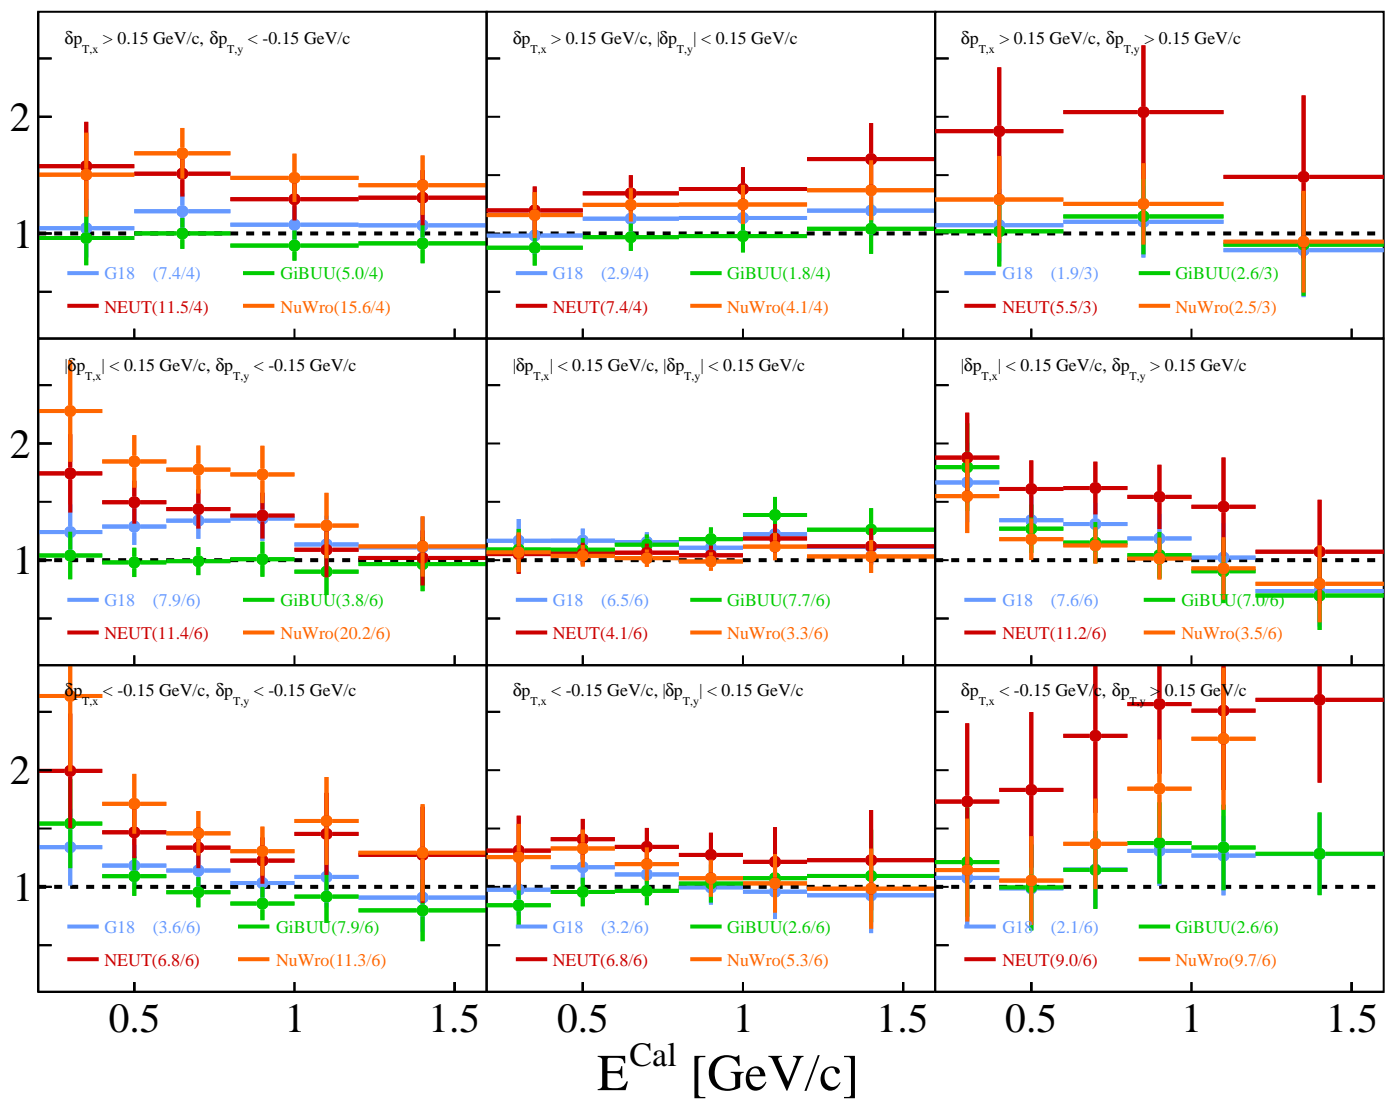 δp_T,x > 0.15 GeV/c, δp_T,y < -0.15 GeV/c
δp_T,x > 0.15 GeV/c, |δp_T,y| < 0.15 GeV/c
δp_T,x > 0.15 GeV/c, δp_T,y > 0.15 GeV/c
2
1
G18 (7.4/4)
GiBUU(5.0/4)
NEUT(11.5/4)
NuWro(15.6/4)
G18 (2.9/4)
GiBUU(1.8/4)
NEUT(7.4/4)
NuWro(4.1/4)
G18 (1.9/3)
GiBUU(2.6/3)
NEUT(5.5/3)
NuWro(2.5/3)
|δp_T,x| < 0.15 GeV/c, δp_T,y < -0.15 GeV/c
|δp_T,x| < 0.15 GeV/c, |δp_T,y| < 0.15 GeV/c
|δp_T,x| < 0.15 GeV/c, δp_T,y > 0.15 GeV/c
2
1
G18 (7.9/6)
GiBUU(3.8/6)
NEUT(11.4/6)
NuWro(20.2/6)
G18 (6.5/6)
GiBUU(7.7/6)
NEUT(4.1/6)
NuWro(3.3/6)
G18 (7.6/6)
GiBUU(7.0/6)
NEUT(11.2/6)
NuWro(3.5/6)
δp_T,x < -0.15 GeV/c, δp_T,y < -0.15 GeV/c
δp_T,x < -0.15 GeV/c, |δp_T,y| < 0.15 GeV/c
δp_T,x < -0.15 GeV/c, δp_T,y > 0.15 GeV/c
2
1
G18 (3.6/6)
GiBUU(7.9/6)
NEUT(6.8/6)
NuWro(11.3/6)
G18 (3.2/6)
GiBUU(2.6/6)
NEUT(6.8/6)
NuWro(5.3/6)
G18 (2.1/6)
GiBUU(2.6/6)
NEUT(9.0/6)
NuWro(9.7/6)
0.5 1 1.5
0.5 1 1.5
0.5 1 1.5
E^Cal [GeV/c]